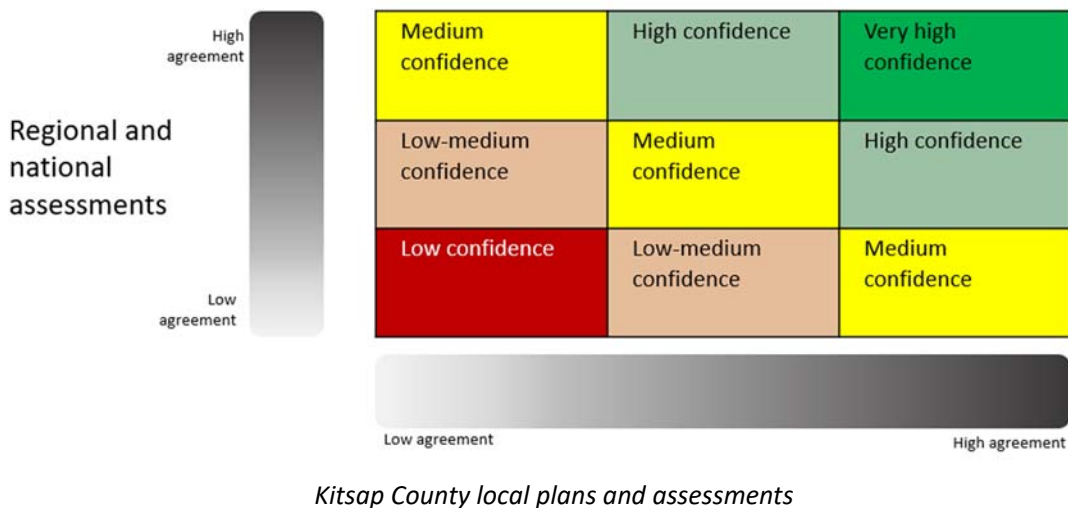 High
agreement
Regional and
national
assessments
Low
agreement
Medium
confidence
High confidence
Very high
confidence
Low-medium
confidence
Medium
confidence
High confidence
Low confidence
Low-medium
confidence
Medium
confidence
Low agreement
High agreement
Kitsap County local plans and assessments